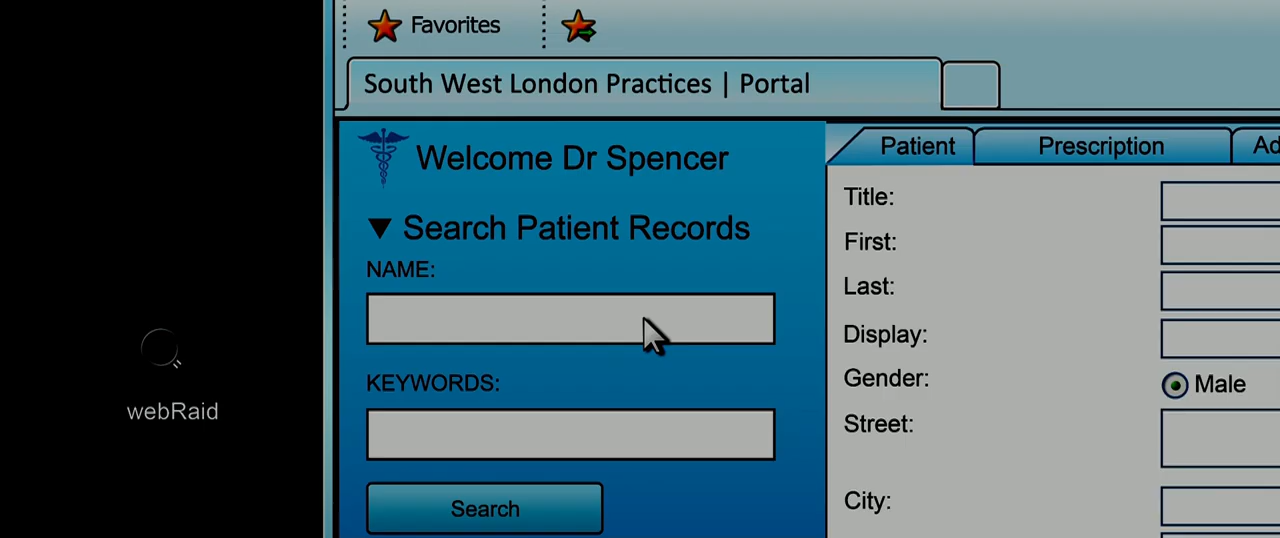 Favorites
South West London Practices | Portal
Welcome Dr Spencer
Patient
Prescription
▼ Search Patient Records
NAME:
KEYWORDS:
Search
Title:
First:
Last:
Display:
Gender:
Male
Street:
City:
webRaid